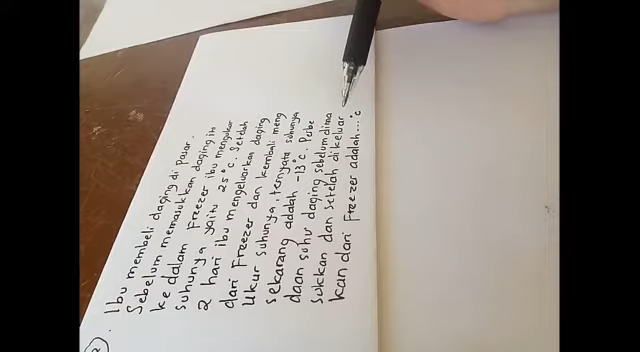 2. Ibu membeli daging di pasar.
Sebelum memasukkan daging itu
ke dalam Freezer ibu mengukur
suhunya yaitu 25°C. Setelah
2 hari ibu mengeluarkan daging
dari Freezer dan kembali meng
ukur suhunya, ternyata suhunya
sekarang adalah -13°C. Perbe
daan suhu daging sebelum dima
sukkan dan setelah dikeluar
kan dari Freezer adalah...°C